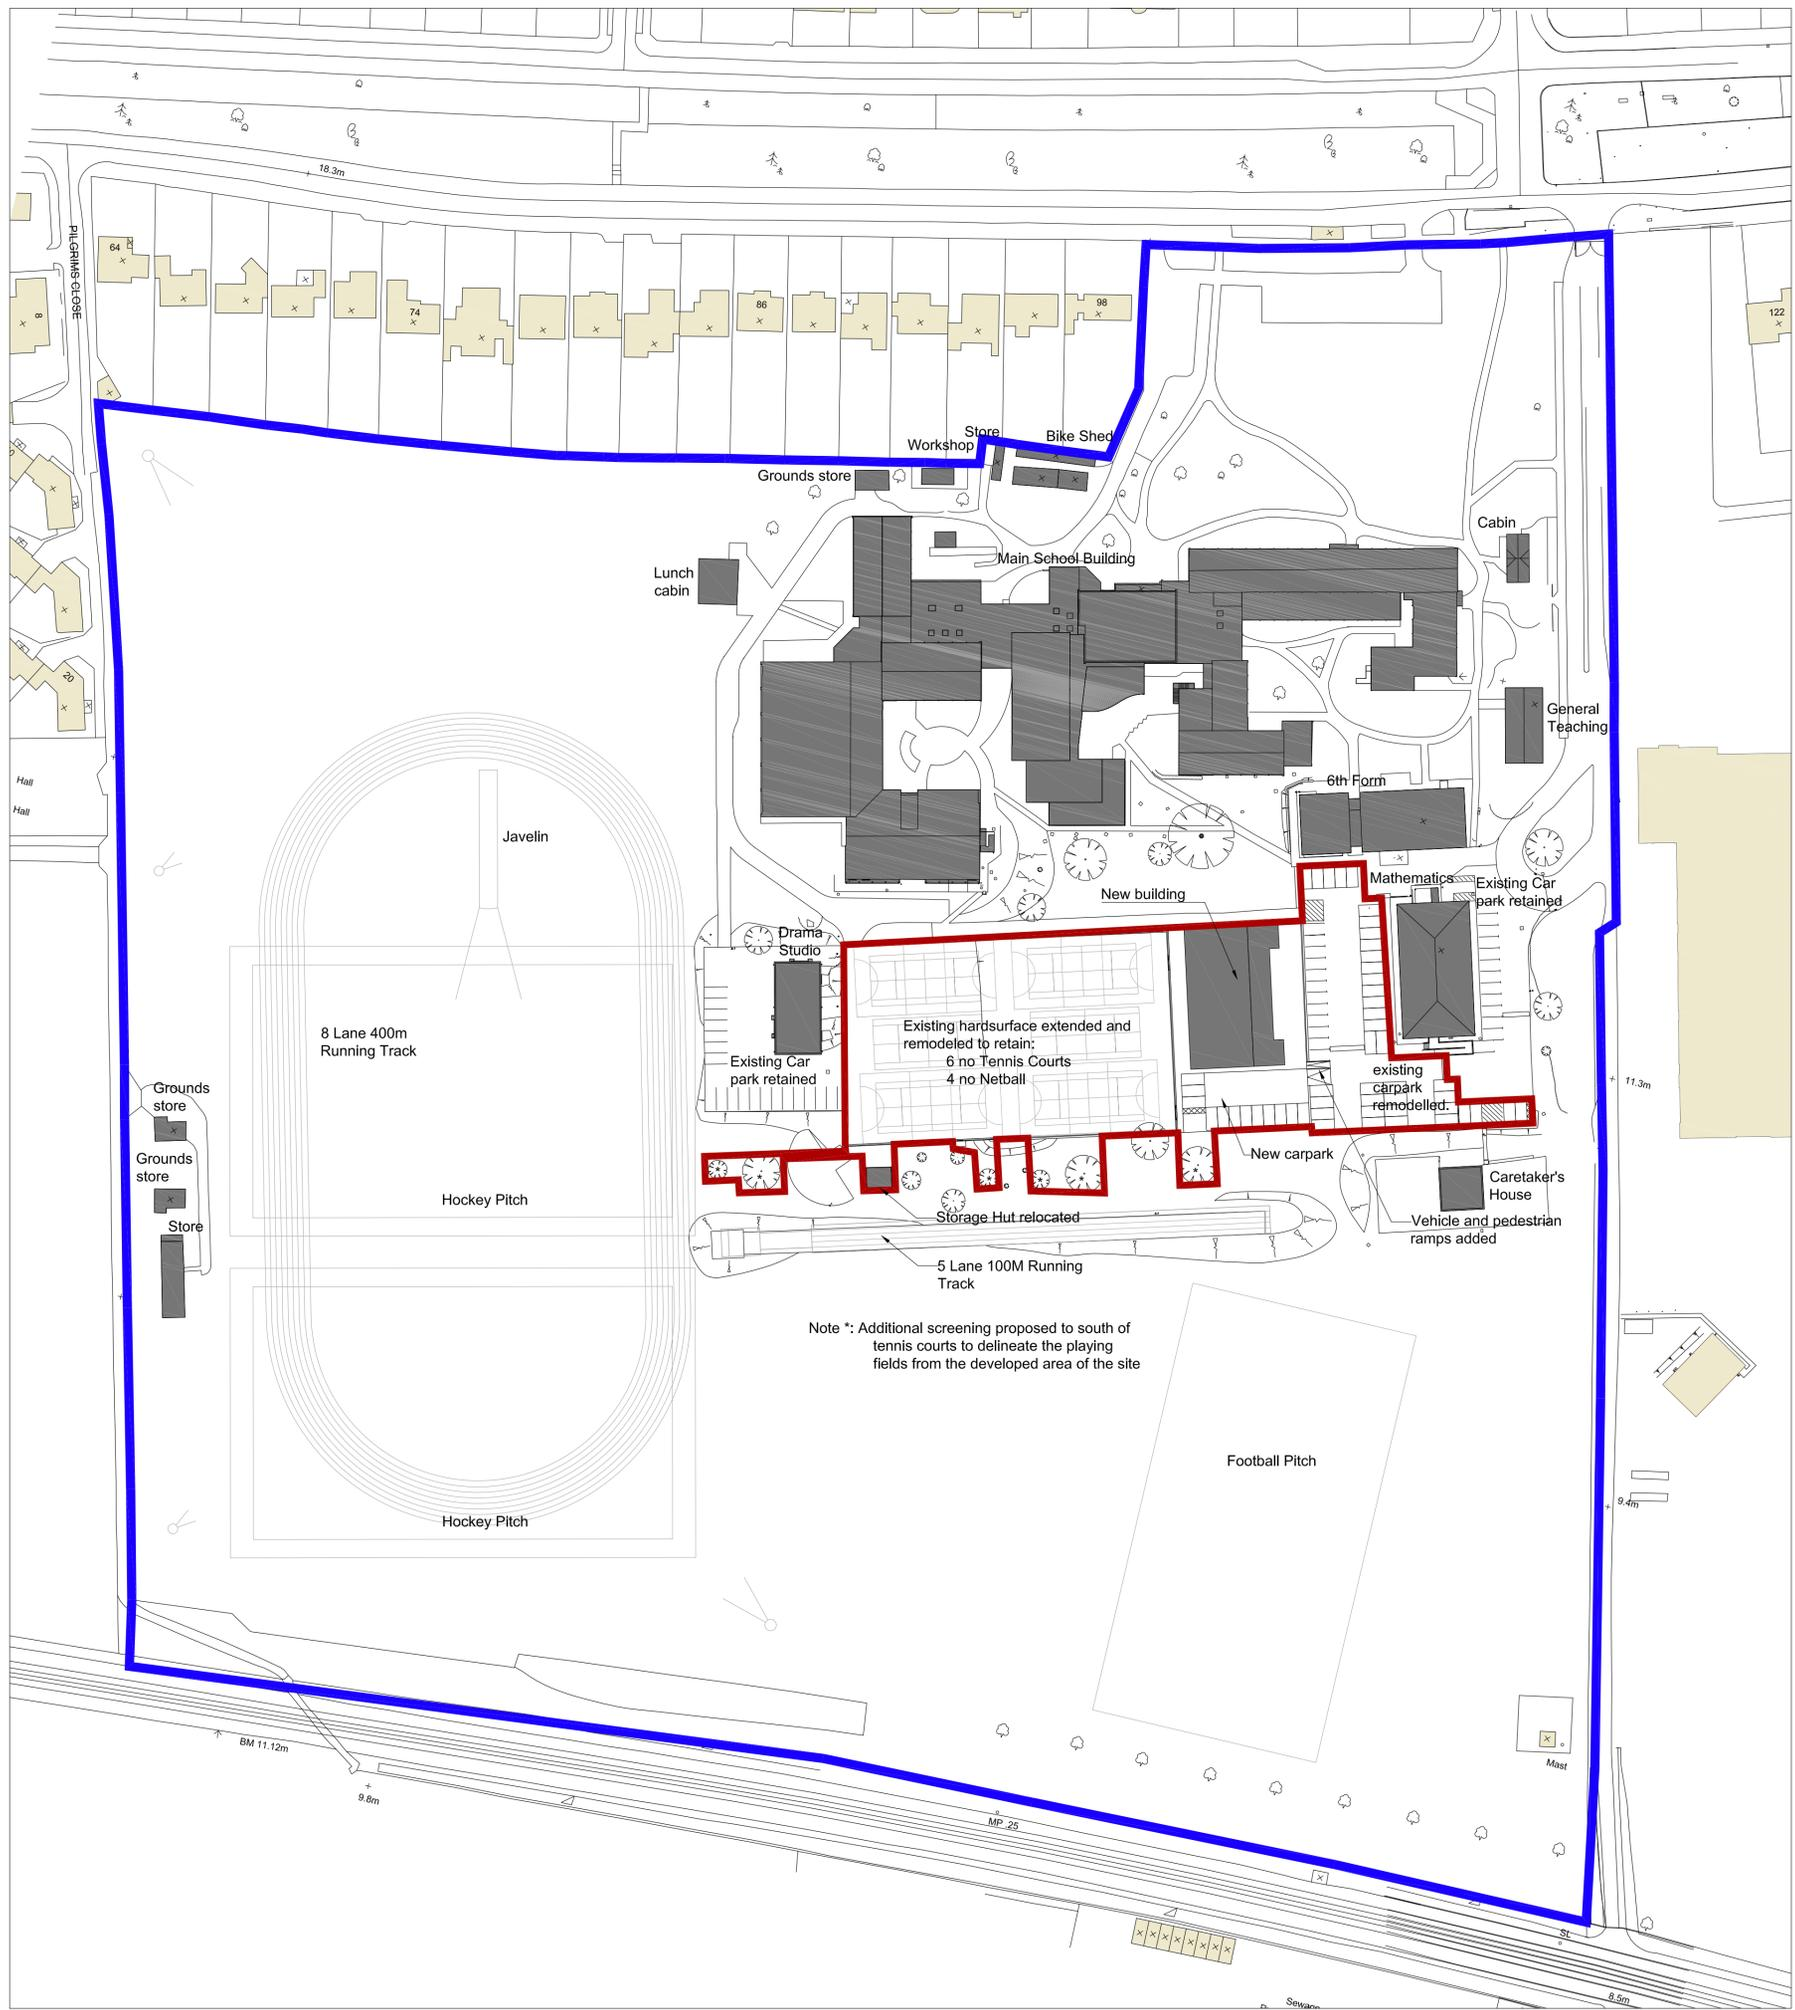 18.3m
PILGRIMS CLOSE
64
8
74
86
98
122
Store
Workshop
Bike Shed
Grounds store
Cabin
Main School Building
Lunch
cabin
20
General
Teaching
Hall
Hall
6th Form
Javelin
Mathematics
Existing Car
park retained
New building
Drama
Studio
8 Lane 400m
Running Track
Existing hardsurface extended and
remodeled to retain:
6 no Tennis Courts
4 no Netball
Existing Car
park retained
existing
carpark
remodelled.
11.3m
Grounds
store
Grounds
store
New carpark
Caretaker's
House
Hockey Pitch
Store
Storage Hut relocated
Vehicle and pedestrian
ramps added
5 Lane 100M Running
Track
Note *: Additional screening proposed to south of
tennis courts to delineate the playing
fields from the developed area of the site
Football Pitch
9.4m
Hockey Pitch
BM 11.12m
Mast
9.8m
MP .25
SL
8.5m